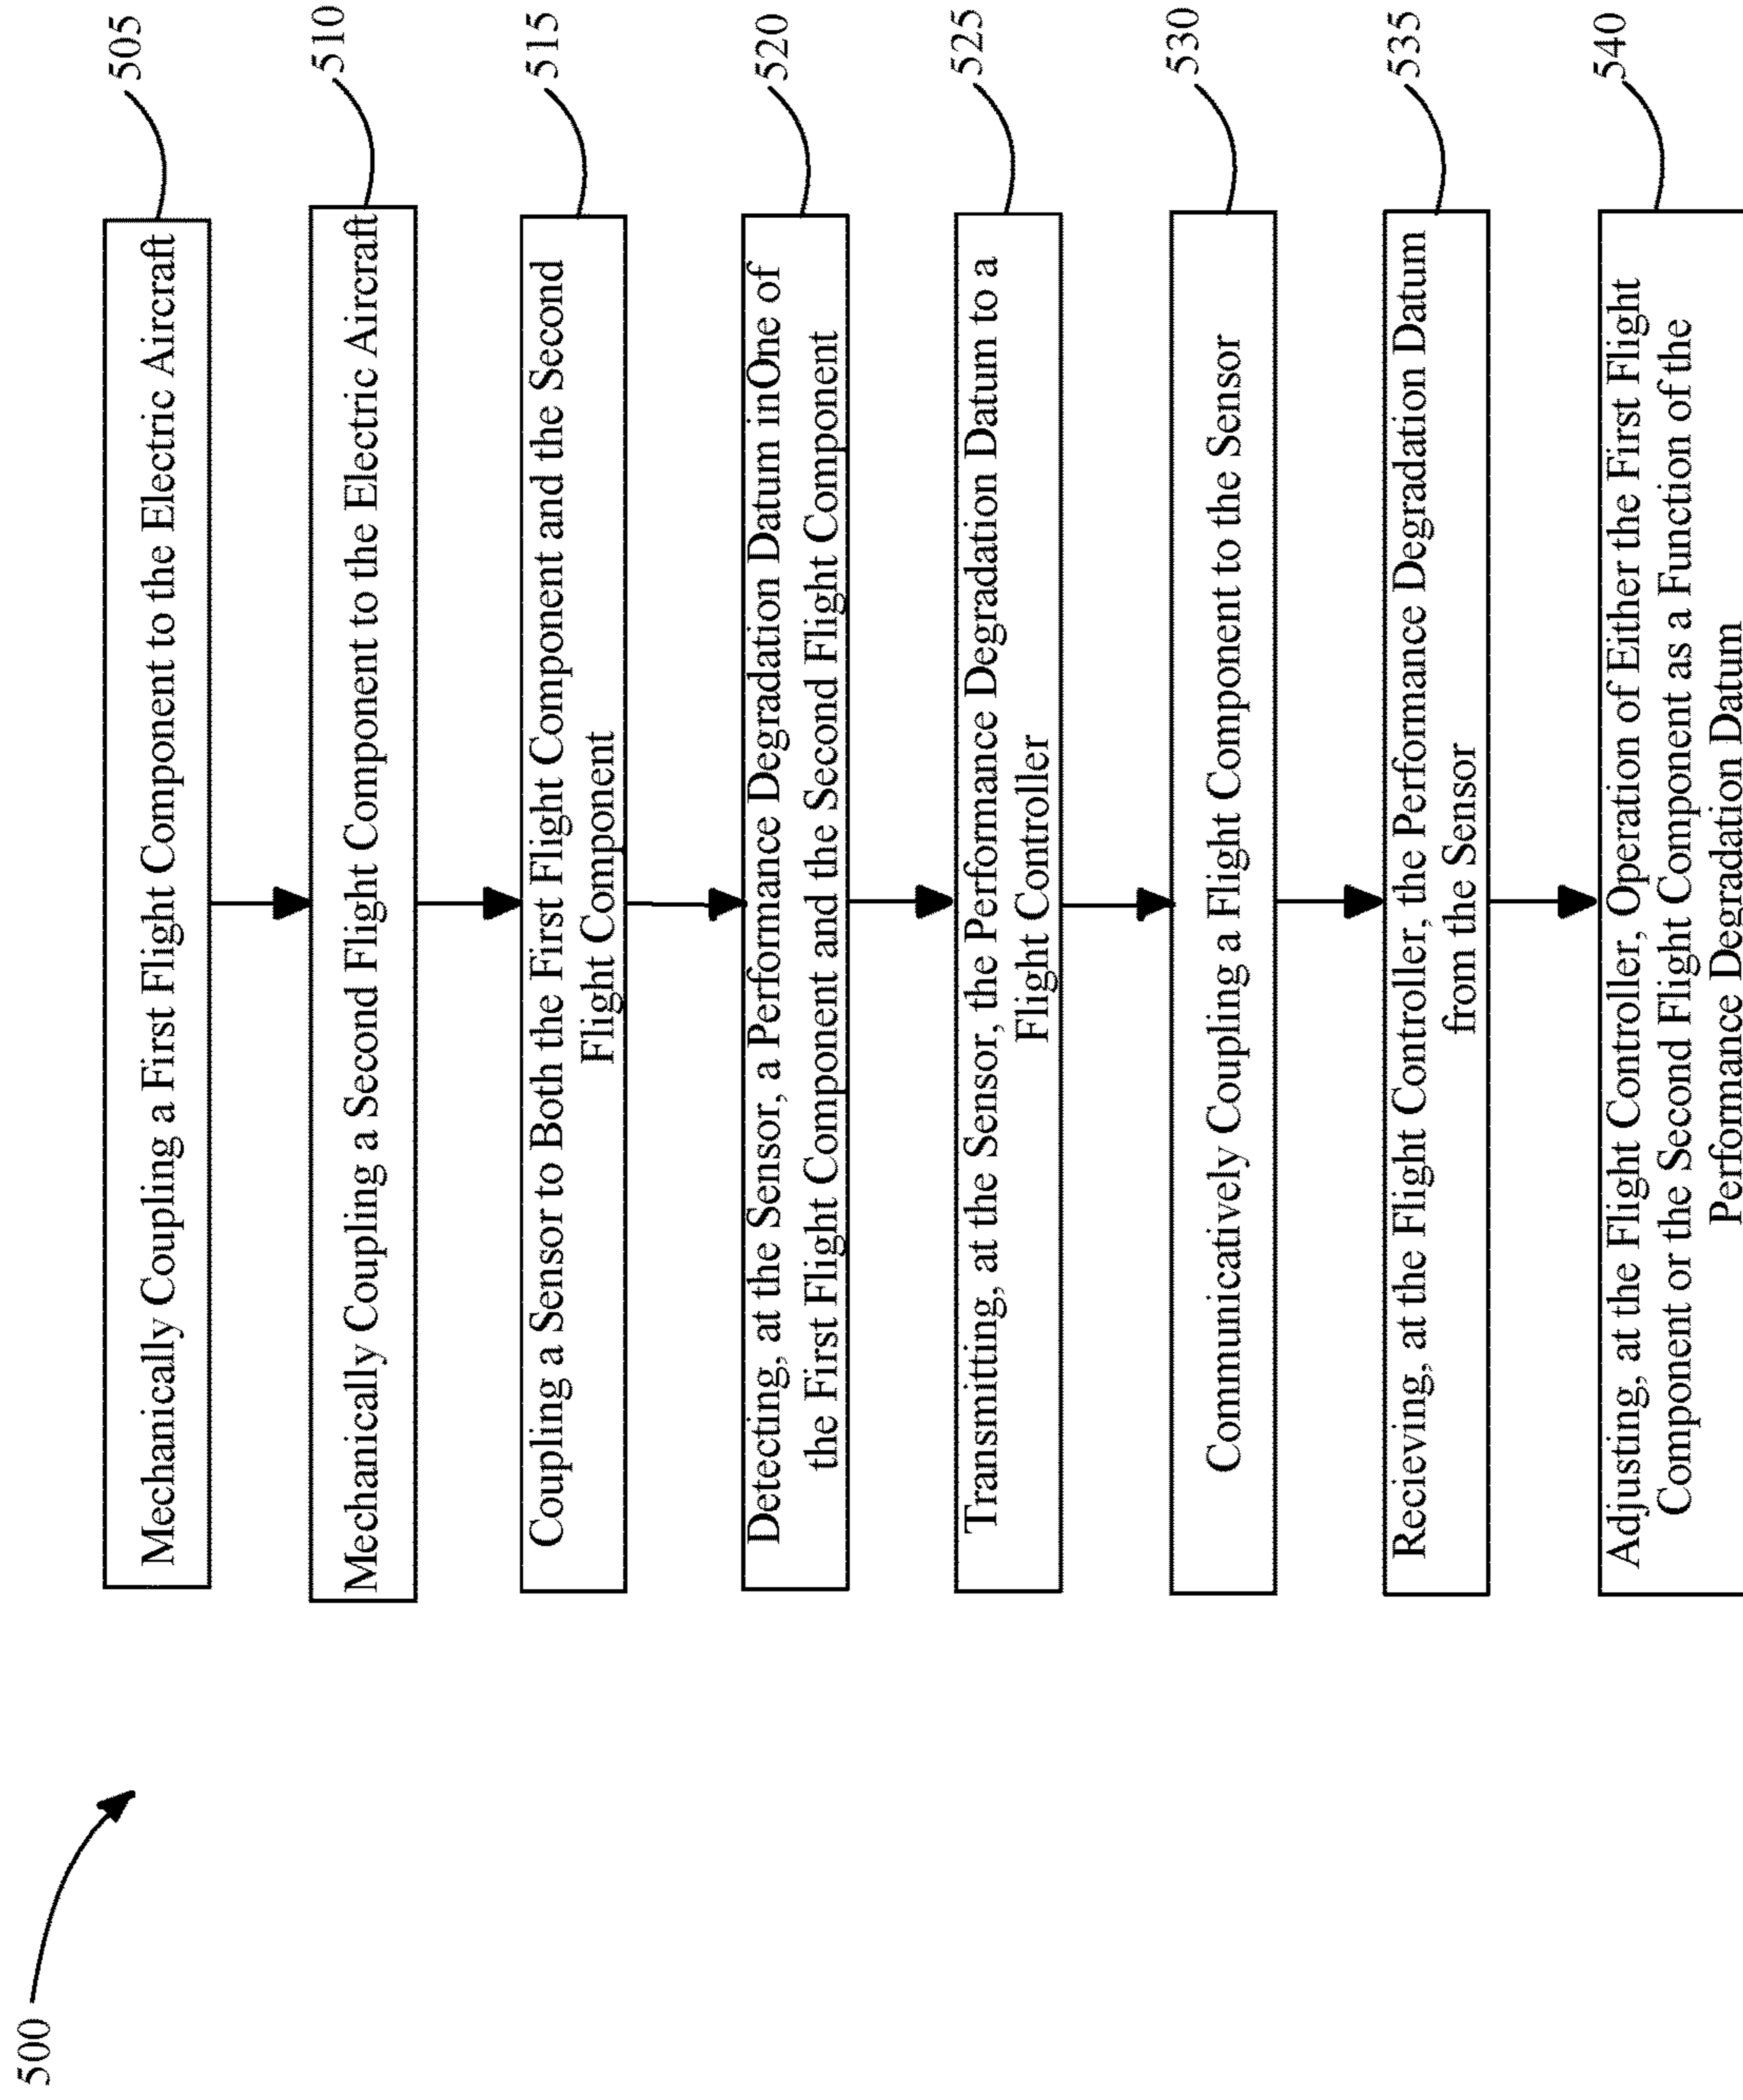 500
Mechanically Coupling a First Flight Component to the Electric Aircraft
505
Mechanically Coupling a Second Flight Component to the Electric Aircraft
510
Coupling a Sensor to Both the First Flight Component and the Second
Flight Component
515
Detecting, at the Sensor, a Performance Degradation Datum inOne of
the First Flight Component and the Second Flight Component
520
Transmiting, at the Sensor, the Performance Degradation Datum to a
Flight Controller
525
Communicatively Coupling a Flight Component to the Sensor
530
Recieving, at the Flight Controller, the Performance Degradation Datum
from the Sensor
535
Adjusting, at the Flight Controller, Operation of Either the First Flight
Component or the Second Flight Component as a Function of the
Performance Degradation Datum
540